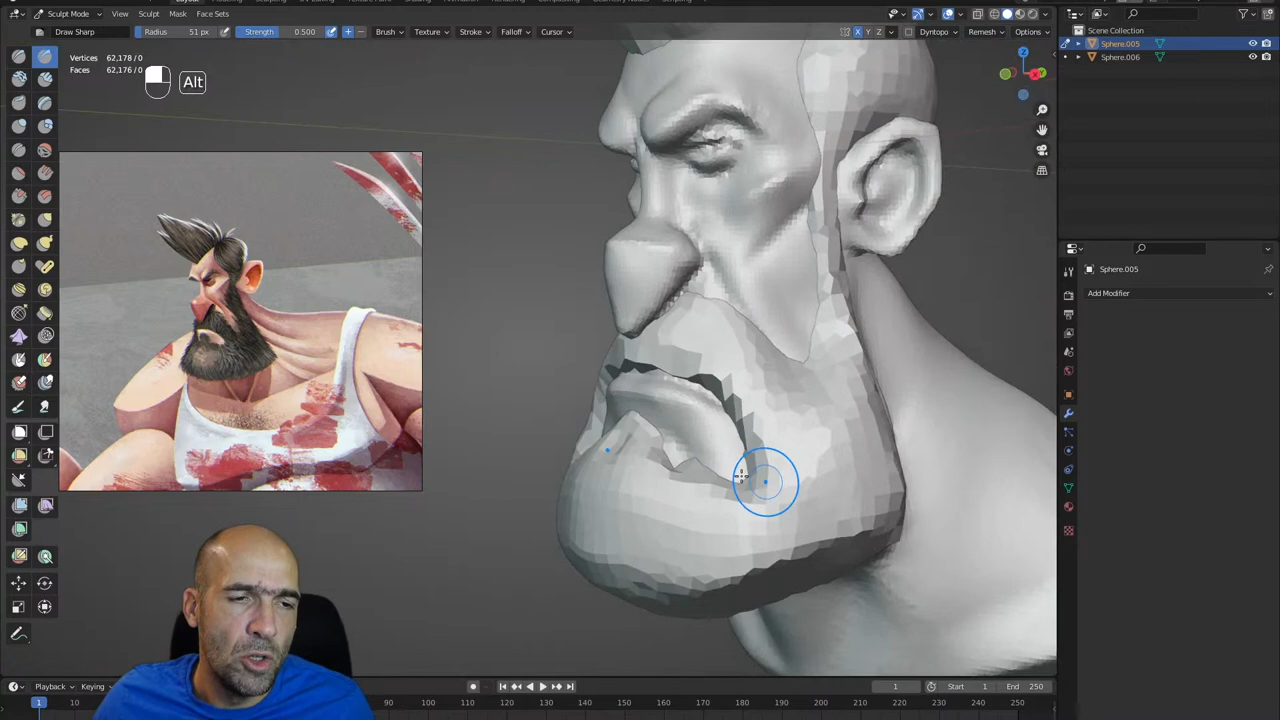 Layout
Sculpt Mode View Sculpt Mask Face Sets
Draw Sharp Radius 51 px Strength 0.500 Brush Texture Stroke Falloff Cursor X Y Z Dyntopo Remesh Options
Vertices 62,178 / 0
Faces 62,176 / 0
Alt
Z
X
Y
Scene Collection
Sphere.005
Sphere.006
Sphere.005
Add Modifier
Playback Keying 1 Start 1 End 250
1 10 100 110 120 130 140 150 160 170 180 190 200 210 220 230 240 250